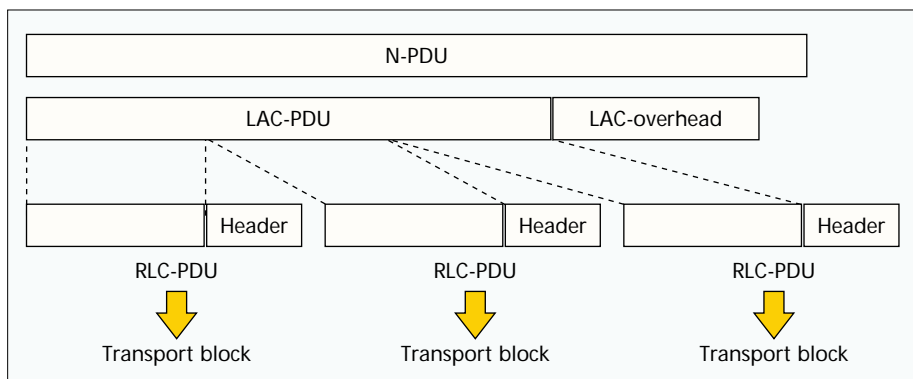 N-PDU
LAC-PDU LAC-overhead
Header Header Header
RLC-PDU RLC-PDU RLC-PDU
Transport block Transport block Transport block